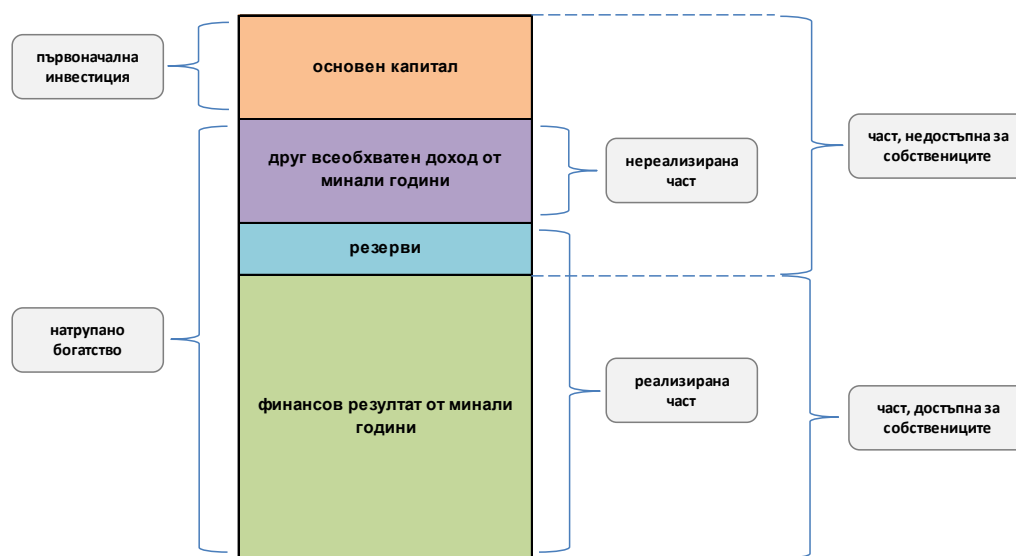 първоначална
инвестиция
основен капитал
друг всеобхватен доход от
минали години
нереализирана
част
част, недостъпна за
собствениците
резерви
натрупано
богатство
финансов резултат от минали
години
реализирана
част
част, достъпна за
собствениците